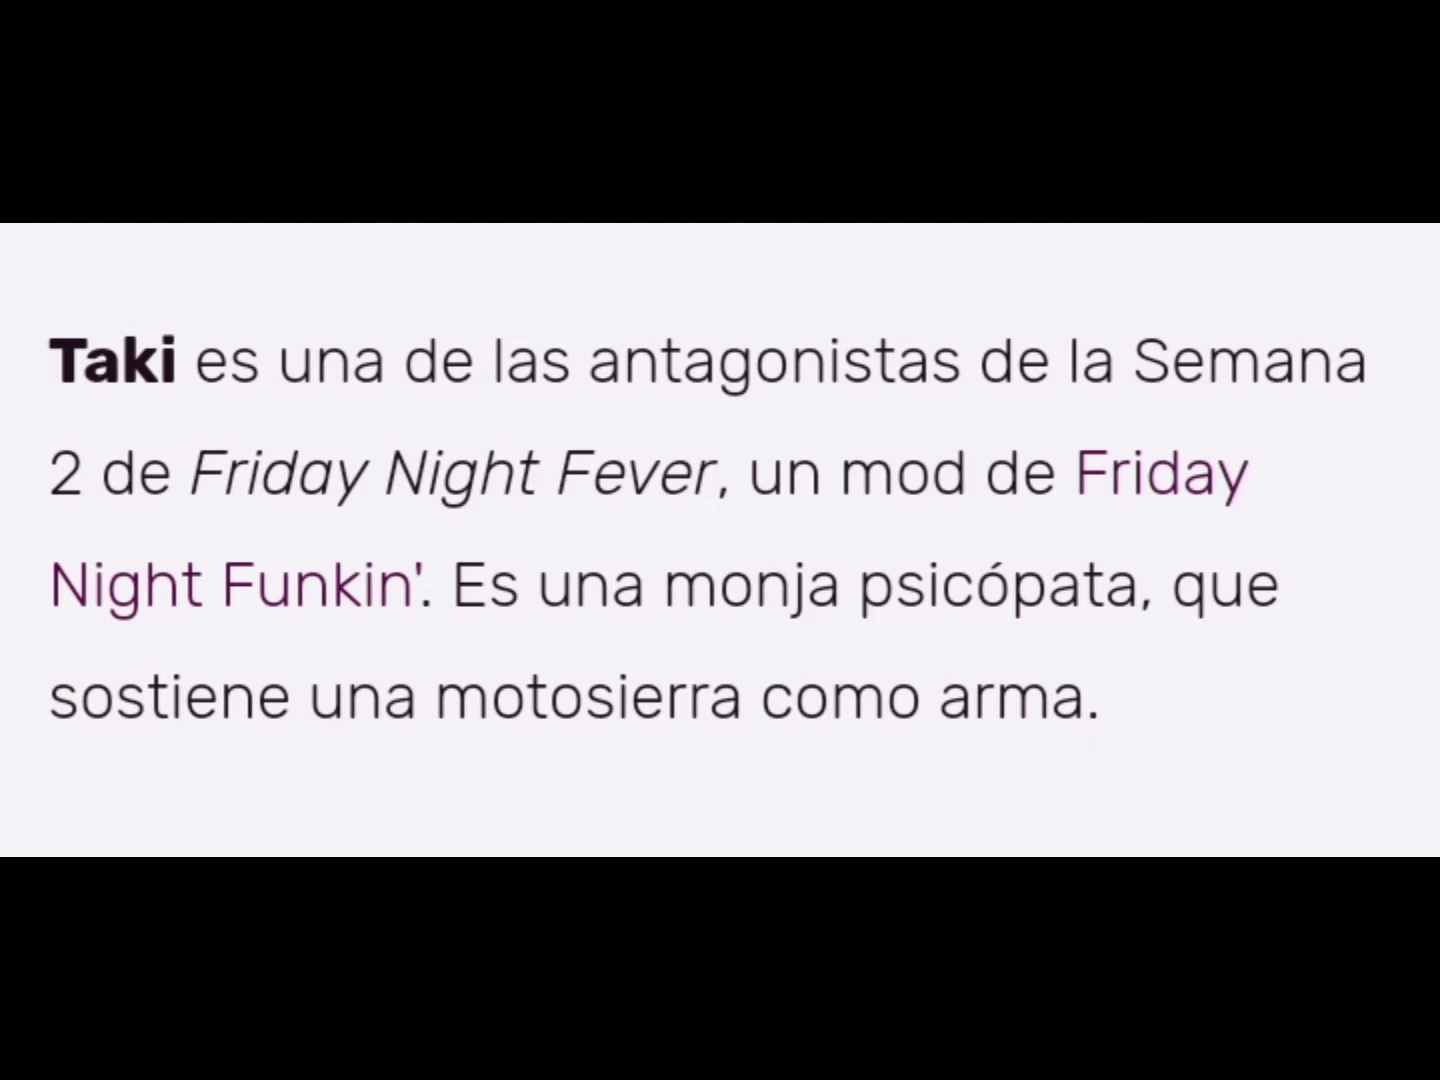 Taki es una de las antagonistas de la Semana
2 de Friday Night Fever, un mod de Friday
Night Funkin'. Es una monja psicópata, que
sostiene una motosierra como arma.